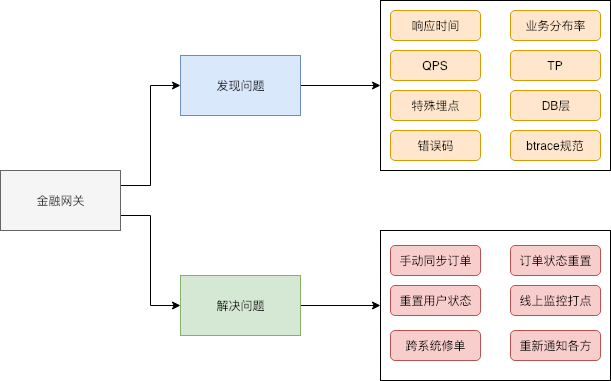 响应时间
业务分布率
QPS
TP
发现问题
特殊埋点
DB层
错误码
btrace规范
金融网关
手动同步订单
订单状态重置
解决问题
重置用户状态
线上监控打点
跨系统修单
重新通知各方